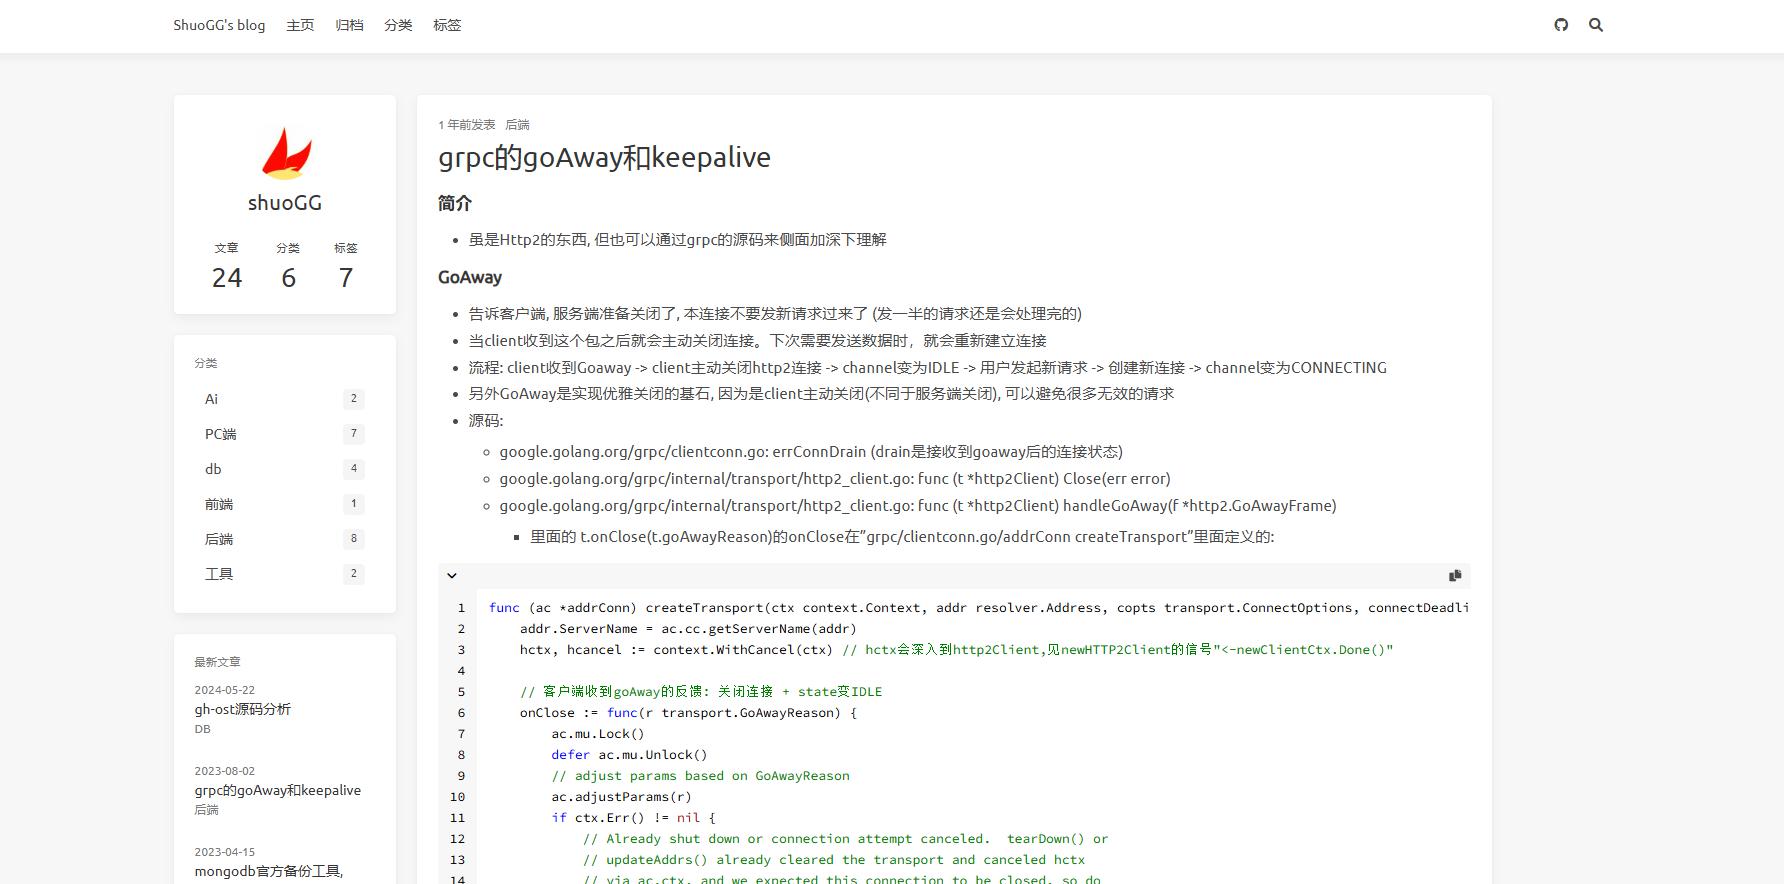 ShuoGG's blog 主页 归档 分类 标签
shuoGG
文章 分类 标签
24 6 7
分类
Ai 2
PC端 7
db 4
前端 1
后端 8
工具 2
最新文章
2024-05-22
gh-ost源码分析
DB
2023-08-02
grpc的goAway和keepalive
后端
2023-04-15
mongodb官方备份工具,
1 年前发表 后端
grpc的goAway和keepalive
简介
虽是Http2的东西, 但也可以通过grpc的源码来侧面加深下理解
GoAway
告诉客户端, 服务端准备关闭了, 本连接不要发新请求过来了 (发一半的请求还是会处理完的)
当client收到这个包之后就会主动关闭连接。下次需要发送数据时，就会重新建立连接
流程: client收到Goaway -> client主动关闭http2连接 -> channel变为IDLE -> 用户发起新请求 -> 创建新连接 -> channel变为CONNECTING
另外GoAway是实现优雅关闭的基石, 因为是client主动关闭(不同于服务端关闭), 可以避免很多无效的请求
源码:
google.golang.org/grpc/clientconn.go: errConnDrain (drain是接收到goaway后的连接状态)
google.golang.org/grpc/internal/transport/http2_client.go: func (t *http2Client) Close(err error)
google.golang.org/grpc/internal/transport/http2_client.go: func (t *http2Client) handleGoAway(f *http2.GoAwayFrame)
里面的 t.onClose(t.goAwayReason)的onClose在”grpc/clientconn.go/addrConn createTransport”里面定义的:
1 func (ac *addrConn) createTransport(ctx context.Context, addr resolver.Address, copts transport.ConnectOptions, connectDeadli
2 addr.ServerName = ac.cc.getServerName(addr)
3 hctx, hcancel := context.WithCancel(ctx) // hctx会深入到http2Client,见newHTTP2Client的信号"<-newClientCtx.Done()"
4
5 // 客户端收到goAway的反馈: 关闭连接 + state变IDLE
6 onClose := func(r transport.GoAwayReason) {
7 ac.mu.Lock()
8 defer ac.mu.Unlock()
9 // adjust params based on GoAwayReason
10 ac.adjustParams(r)
11 if ctx.Err() != nil {
12 // Already shut down or connection attempt canceled.  tearDown() or
13 // updateAddrs() already cleared the transport and canceled hctx
14 // via ac.ctx, and we expected this connection to be closed, so do